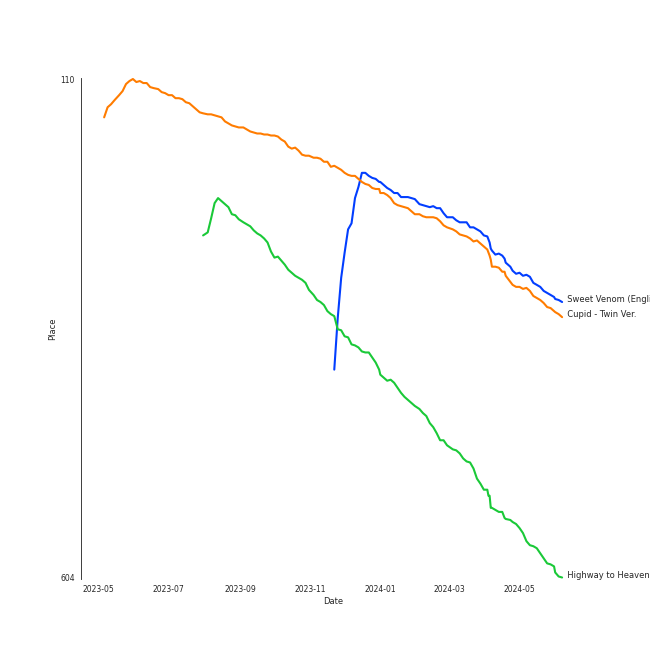 110
Place
Sweet Venom (Engli
Cupid - Twin Ver.
Highway to Heaven
604
2023-05 2023-07 2023-09 2023-11 2024-01 2024-03 2024-05
Date